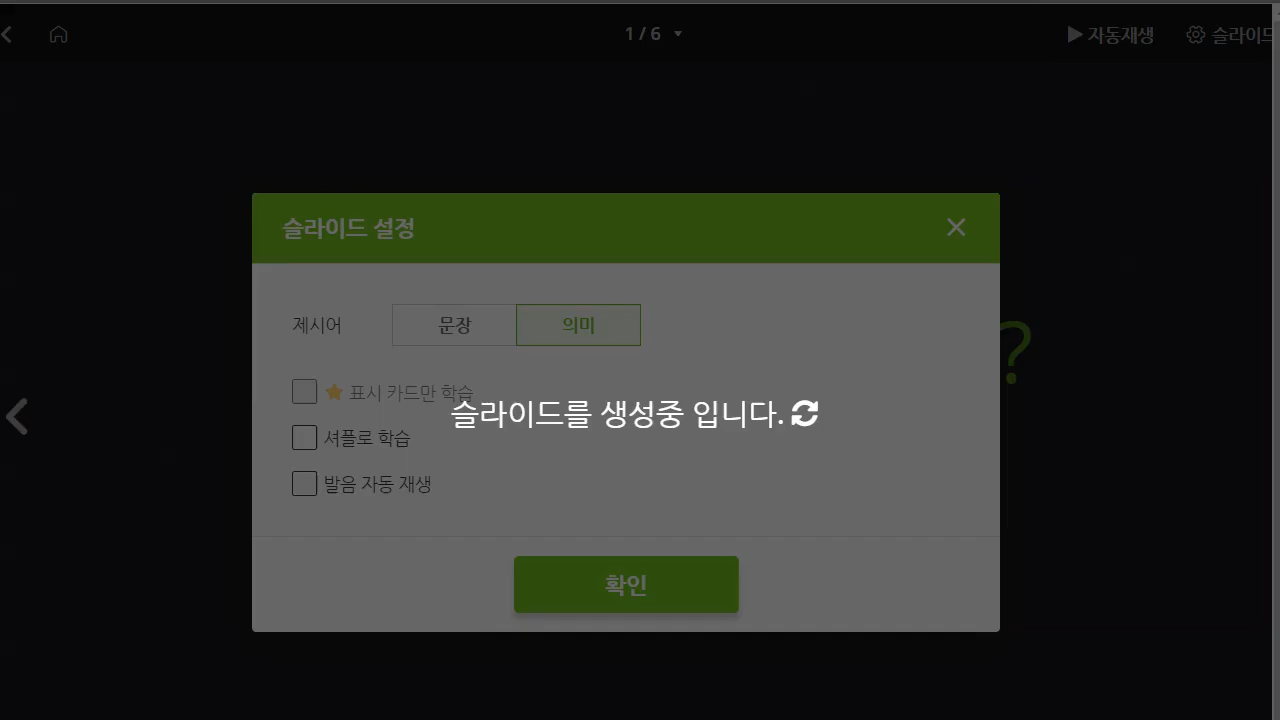 1 / 6
자동재생
슬라이드
슬라이드 설정
?
제시어
문장
의미
표시 카드만 학습
슬라이드를 생성중 입니다.
셔플로 학습
발음 자동 재생
확인